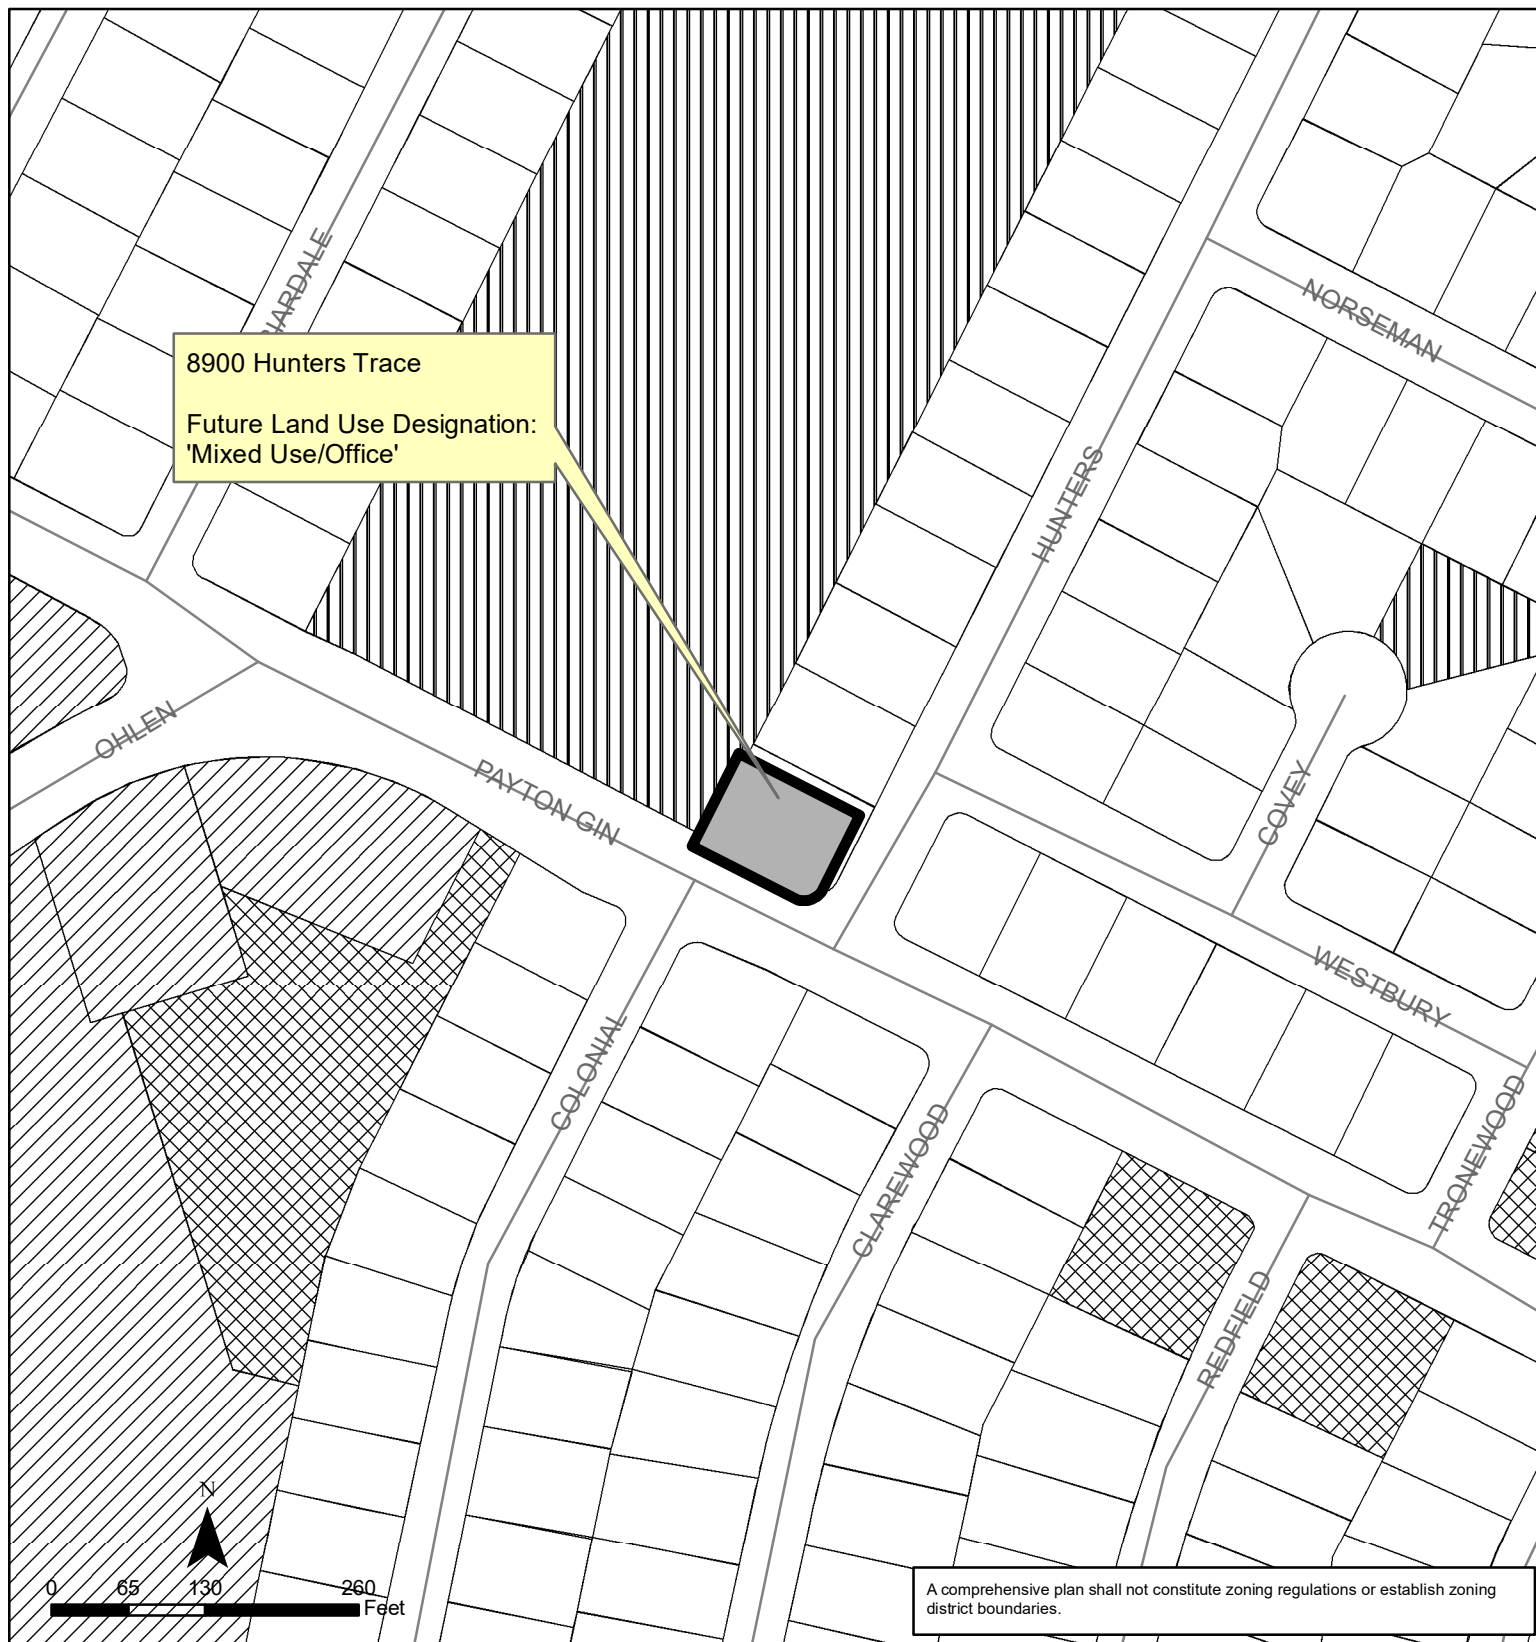 NORSEMAN
BRIARDALE
8900 Hunters Trace
Future Land Use Designation:
'Mixed Use/Office'
HUNTERS
OHLEN
PAYTON GIN
COVEY
WESTBURY
COLONIAL
CLAREWOOD
TRONEWOOD
REDFIELD
N
0 65 130 260
Feet
A comprehensive plan shall not constitute zoning regulations or establish zoning
district boundaries.